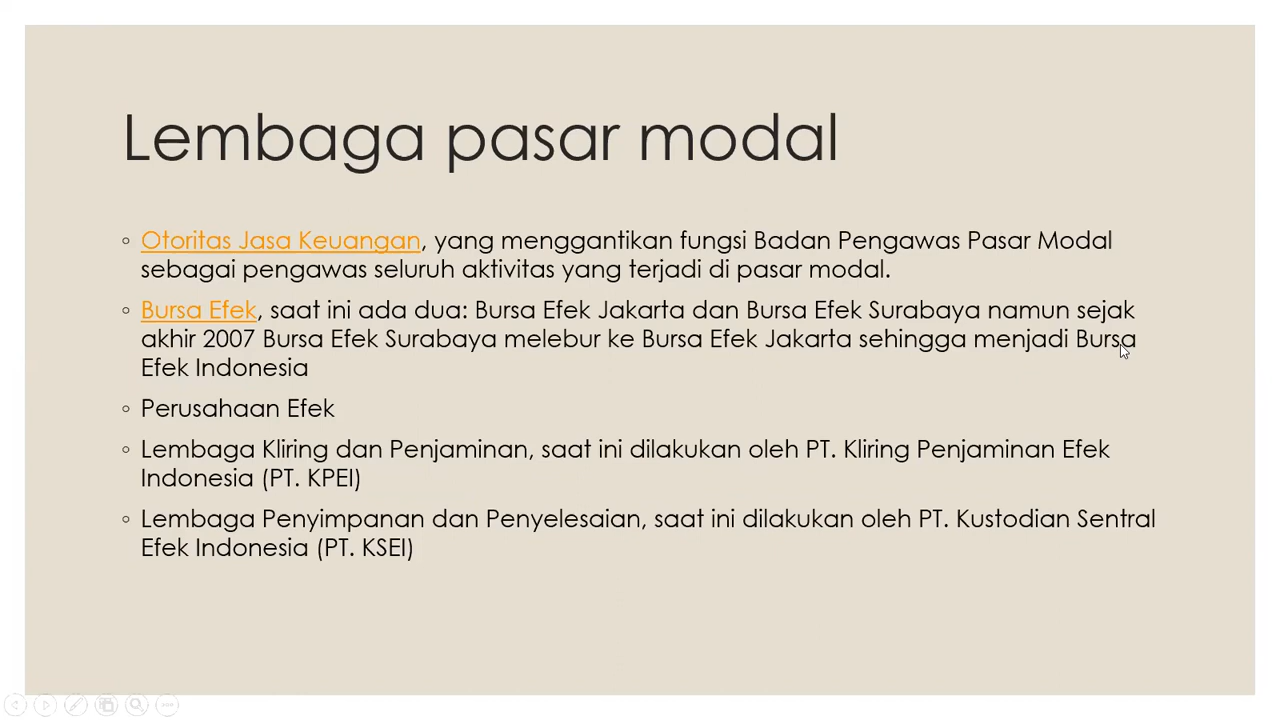 Lembaga pasar modal
Otoritas Jasa Keuangan, yang menggantikan fungsi Badan Pengawas Pasar Modal
sebagai pengawas seluruh aktivitas yang terjadi di pasar modal.
Bursa Efek, saat ini ada dua: Bursa Efek Jakarta dan Bursa Efek Surabaya namun sejak
akhir 2007 Bursa Efek Surabaya melebur ke Bursa Efek Jakarta sehingga menjadi Bursa
Efek Indonesia
Perusahaan Efek
Lembaga Kliring dan Penjaminan, saat ini dilakukan oleh PT. Kliring Penjaminan Efek
Indonesia (PT. KPEI)
Lembaga Penyimpanan dan Penyelesaian, saat ini dilakukan oleh PT. Kustodian Sentral
Efek Indonesia (PT. KSEI)